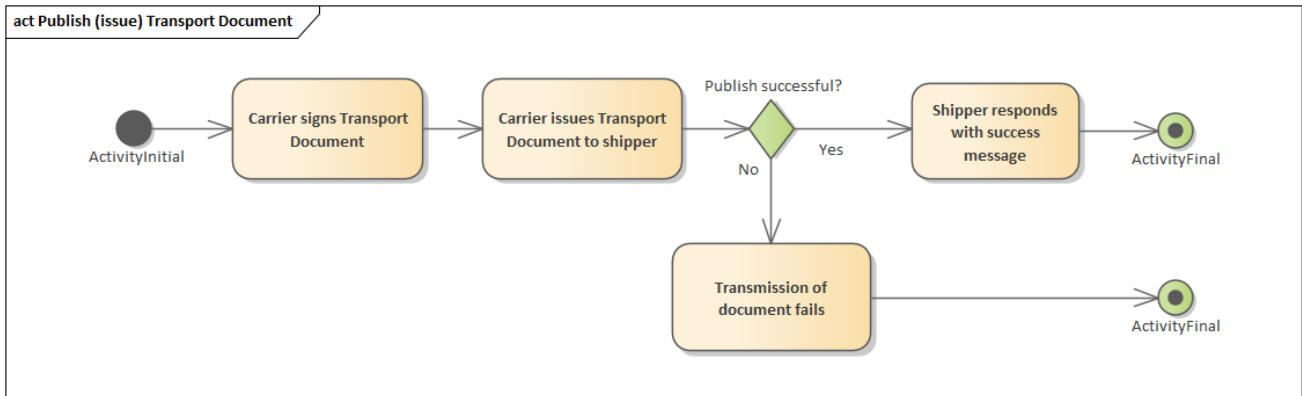 act Publish (issue) Transport Document
ActivityInitial
Carrier signs Transport
Document
Carrier issues Transport
Document to shipper
Publish successful?
Yes
No
Shipper responds
with success
message
ActivityFinal
Transmission of
document fails
ActivityFinal